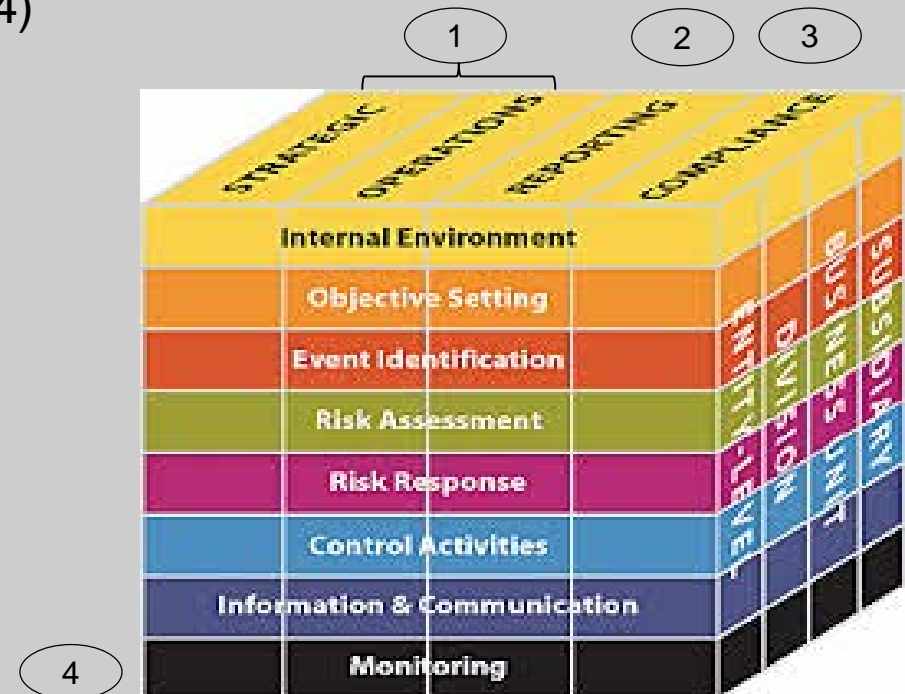 4)
1
2
3
STRATEGIC
OPERATIONS
REPORTING
COMPLIANCE
Internal Environment
Objective Setting
Event Identification
Risk Assessment
Risk Response
Control Activities
Information & Communication
Monitoring
ENTITY-LEVEL
DIVISION
BUSINESS UNIT
SUBSIDIARY
4